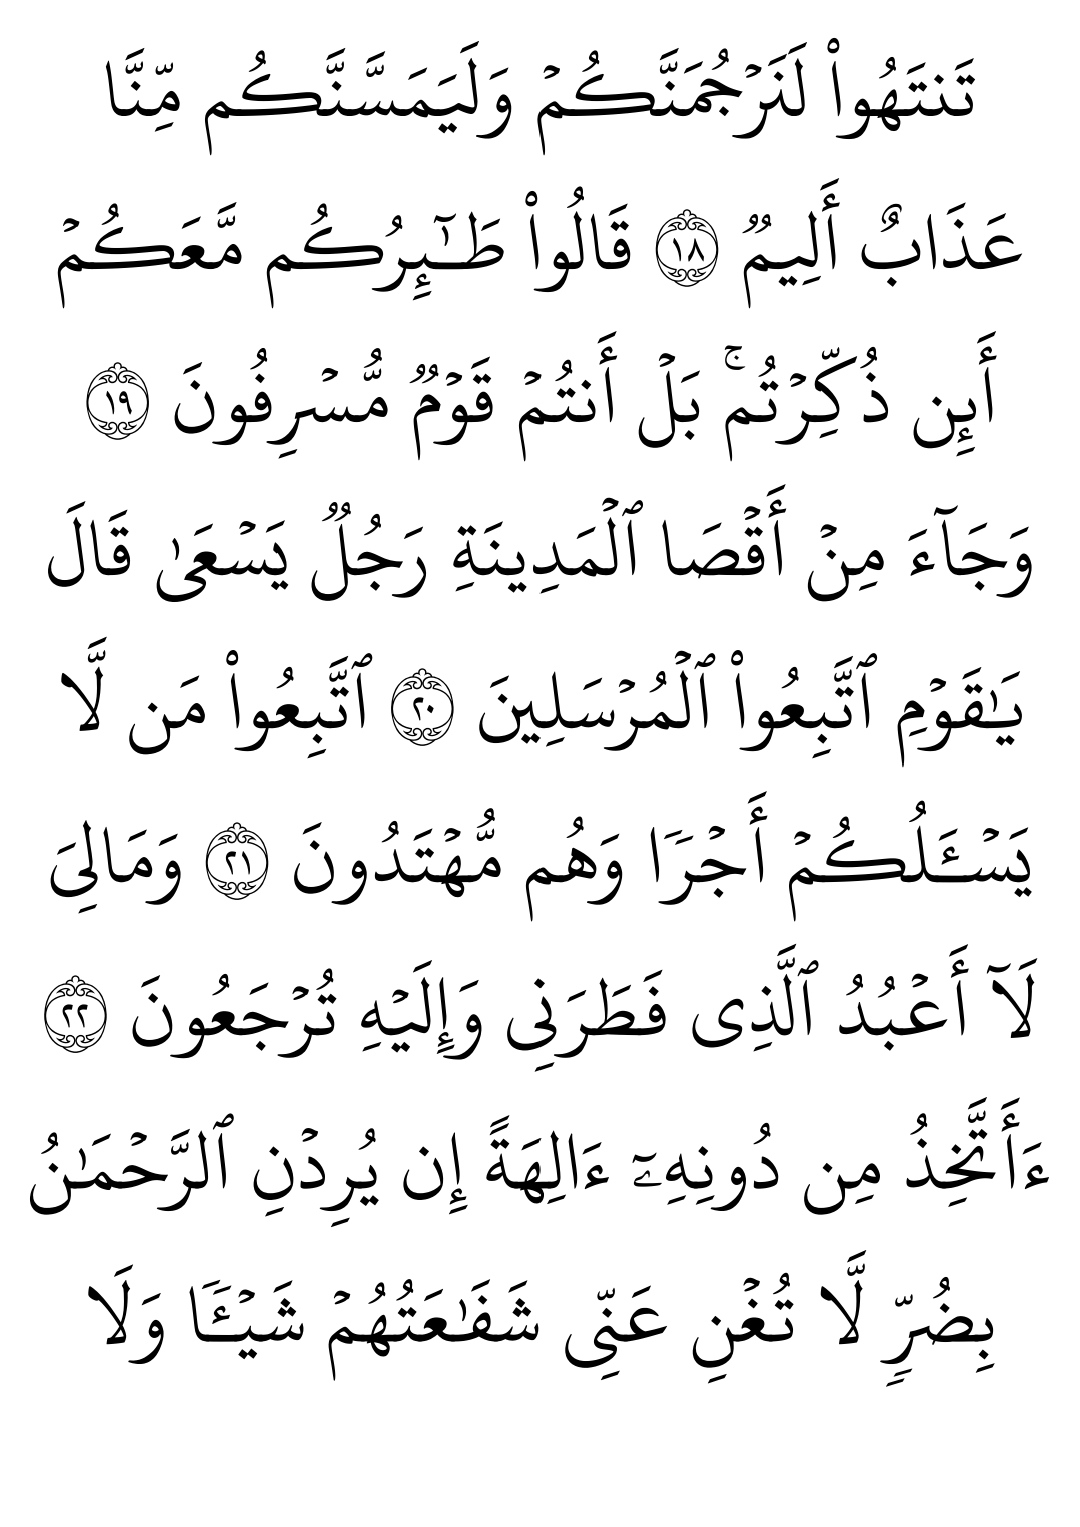 تَنتَهُوا۟ لَنَرْجُمَنَّكُمْ وَلَيَمَسَّنَّكُم مِّنَّا
عَذَابٌ أَلِيمٌۭ ۝١٨ قَالُوا۟ طَـٰٓئِرُكُم مَّعَكُمْ
أَئِن ذُكِّرْتُم ۚ بَلْ أَنتُمْ قَوْمٌۭ مُّسْرِفُونَ ۝١٩
وَجَآءَ مِنْ أَقْصَا ٱلْمَدِينَةِ رَجُلٌۭ يَسْعَىٰ قَالَ
يَـٰقَوْمِ ٱتَّبِعُوا۟ ٱلْمُرْسَلِينَ ۝٢٠ ٱتَّبِعُوا۟ مَن لَّا
يَسْـَٔلُكُمْ أَجْرًۭا وَهُم مُّهْتَدُونَ ۝٢١ وَمَالِىَ
لَآ أَعْبُدُ ٱلَّذِى فَطَرَنِى وَإِلَيْهِ تُرْجَعُونَ ۝٢٢
ءَأَتَّخِذُ مِن دُونِهِۦٓ ءَالِهَةً إِن يُرِدْنِ ٱلرَّحْمَـٰنُ
بِضُرٍّۢ لَّا تُغْنِ عَنِّى شَفَـٰعَتُهُمْ شَيْـًۭٔا وَلَا